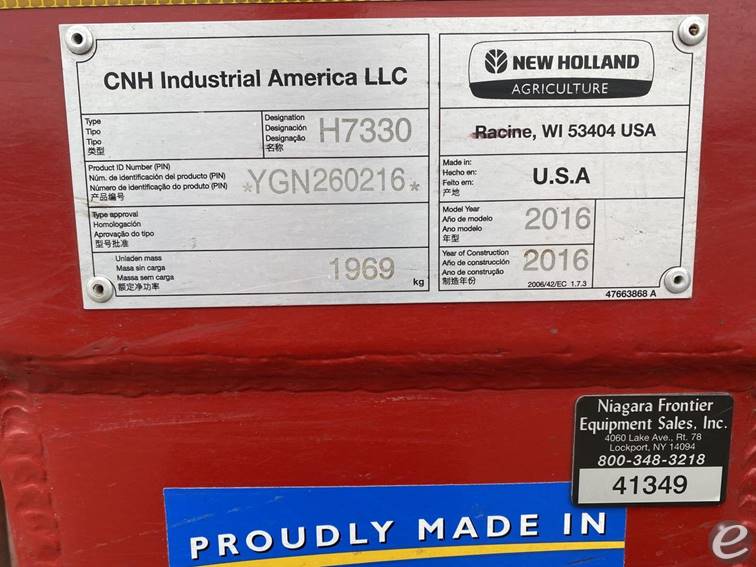 CNH Industrial America LLC
Type
Tipo
Tipo
类型
Designation
Designación
Designação
名称
H7330
Product ID Number (PIN)
Núm. de identificación del producto (PIN)
Número de identificação do produto (PIN)
产品编号
*YGN260216*
Type approval
Homologación
Aprovação do tipo
型号批准
Unladen mass
Masa sin carga
Massa sem carga
额定净功率
1969
kg
NEW HOLLAND
AGRICULTURE
Racine, WI 53404 USA
Made in:
Hecho en:
Feito em:
产地
U.S.A
Model Year
Año de modelo
Ano modelo
年型
2016
Year of Construction
Año de construcción
Ano de construção
制造年份
2016
2006/42/EC 1.7.3
47663868 A
Niagara Frontier
Equipment Sales, Inc.
4060 Lake Ave., Rt. 78
Lockport, NY 14094
800-348-3218
41349
PROUDLY MADE IN
e